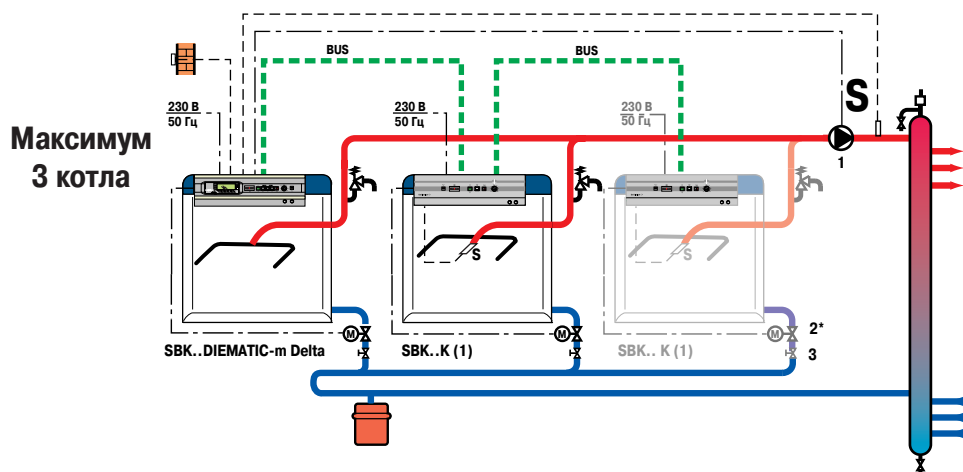 BUS
BUS
230 В
50 Гц
230 В
50 Гц
230 В
50 Гц
S
1
Максимум
3 котла
S
S
M
M
M
2*
3
SBK..DIEMATIC-m Delta
SBK..K (1)
SBK.. K (1)